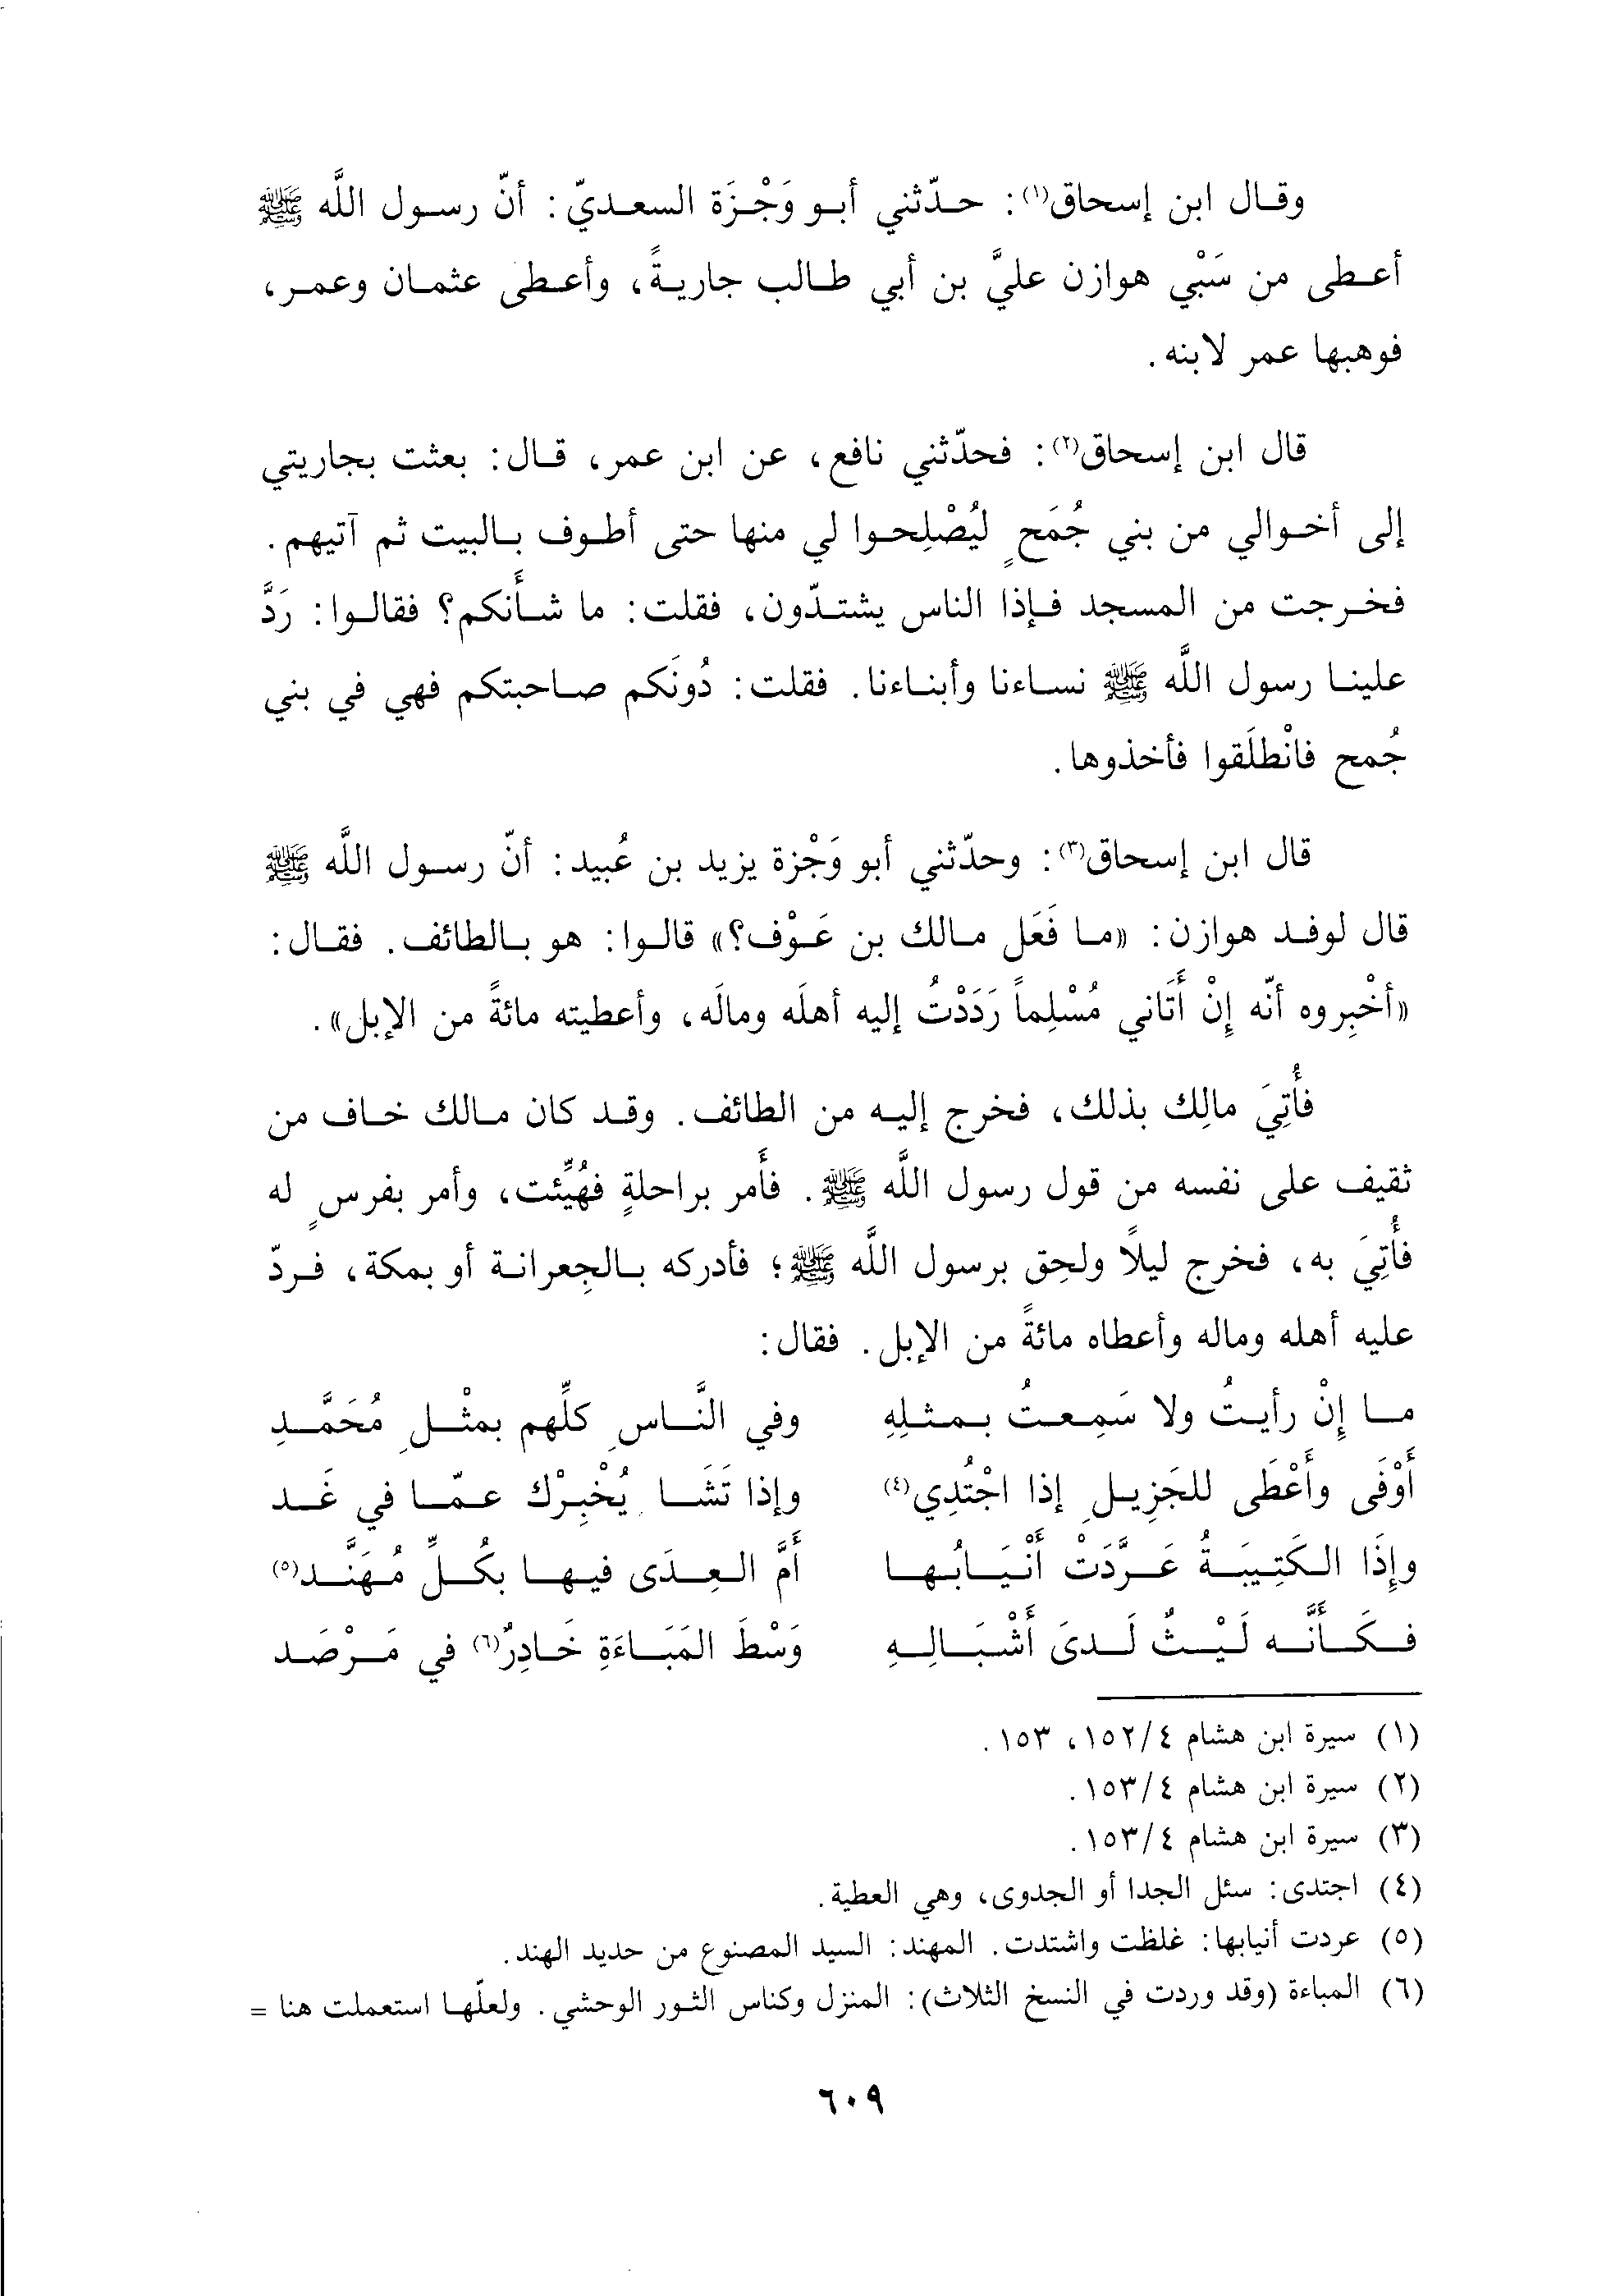 وقال ابن إسحاق(١): حدّثني أبو وَجْزَة السعديّ: أنّ رسول اللَّه ﷺ
أعطى من سَبْي هوازن عليَّ بن أبي طالب جاريةً، وأعطى عثمان وعمر،
فوهبها عمر لابنه.
قال ابن إسحاق(٢): فحدّثني نافع، عن ابن عمر، قال: بعثت بجاريتي
إلى أخوالي من بني جُمَحٍ ليُصْلِحوا لي منها حتى أطوف بالبيت ثم آتيهم.
فخرجت من المسجد فإذا الناس يشتدّون، فقلت: ما شأَنكم؟ فقالوا: رَدَّ
علينا رسول اللَّه ﷺ نساءنا وأبناءنا. فقلت: دُونَكم صاحبتكم فهي في بني
جُمح فانْطلَقوا فأخذوها.
قال ابن إسحاق(٣): وحدّثني أبو وَجْزة يزيد بن عُبيد: أنّ رسول اللَّه ﷺ
قال لوفد هوازن: «ما فَعَل مالك بن عَوْف؟» قالوا: هو بالطائف. فقال:
«أخْبِروه أنّه إِنْ أَتَاني مُسْلِماً رَدَدْتُ إليه أهلَه ومالَه، وأعطيته مائةً من الإبل».
فأُتِيَ مالِك بذلك، فخرج إليه من الطائف. وقد كان مالك خاف من
ثقيف على نفسه من قول رسول اللَّه ﷺ. فأَمر براحلةٍ فهُيِّئت، وأمر بفرسٍ له
فأُتِيَ به، فخرج ليلًا ولحِق برسول اللَّه ﷺ؛ فأدركه بالجِعرانة أو بمكة، فردّ
عليه أهله وماله وأعطاه مائةً من الإبل. فقال:
ما إِنْ رأيتُ ولا سَمِعتُ بمثلِهِ وفي النَّاسِ كلِّهم بمثْلِ مُحَمَّدِ
أَوْفَى وأَعْطَى للجَزِيلِ إذا اجْتُدِي(٤) وإذا تَشَا يُخْبِرْك عمّا في غَد
وإِذَا الكَتِيبَةُ عَرَّدَتْ أَنْيَابُها أَمَّ العِدَى فيها بكُلِّ مُهَنَّد(٥)
فكَأَنَّه لَيْثٌ لَدىَ أَشْبَالِهِ وَسْطَ المَبَاءَةِ خَادِرٌ(٦) في مَرْصَد
(١) سيرة ابن هشام ٤/١٥٢، ١٥٣.
(٢) سيرة ابن هشام ٤/١٥٣.
(٣) سيرة ابن هشام ٤/١٥٣.
(٤) اجتدى: سئل الجدا أو الجدوى، وهي العطية.
(٥) عردت أنيابها: غلظت واشتدت. المهند: السيد المصنوع من حديد الهند.
(٦) المباءة (وقد وردت في النسخ الثلاث): المنزل وكناس الثور الوحشي. ولعلّها استعملت هنا =
٦٠٩